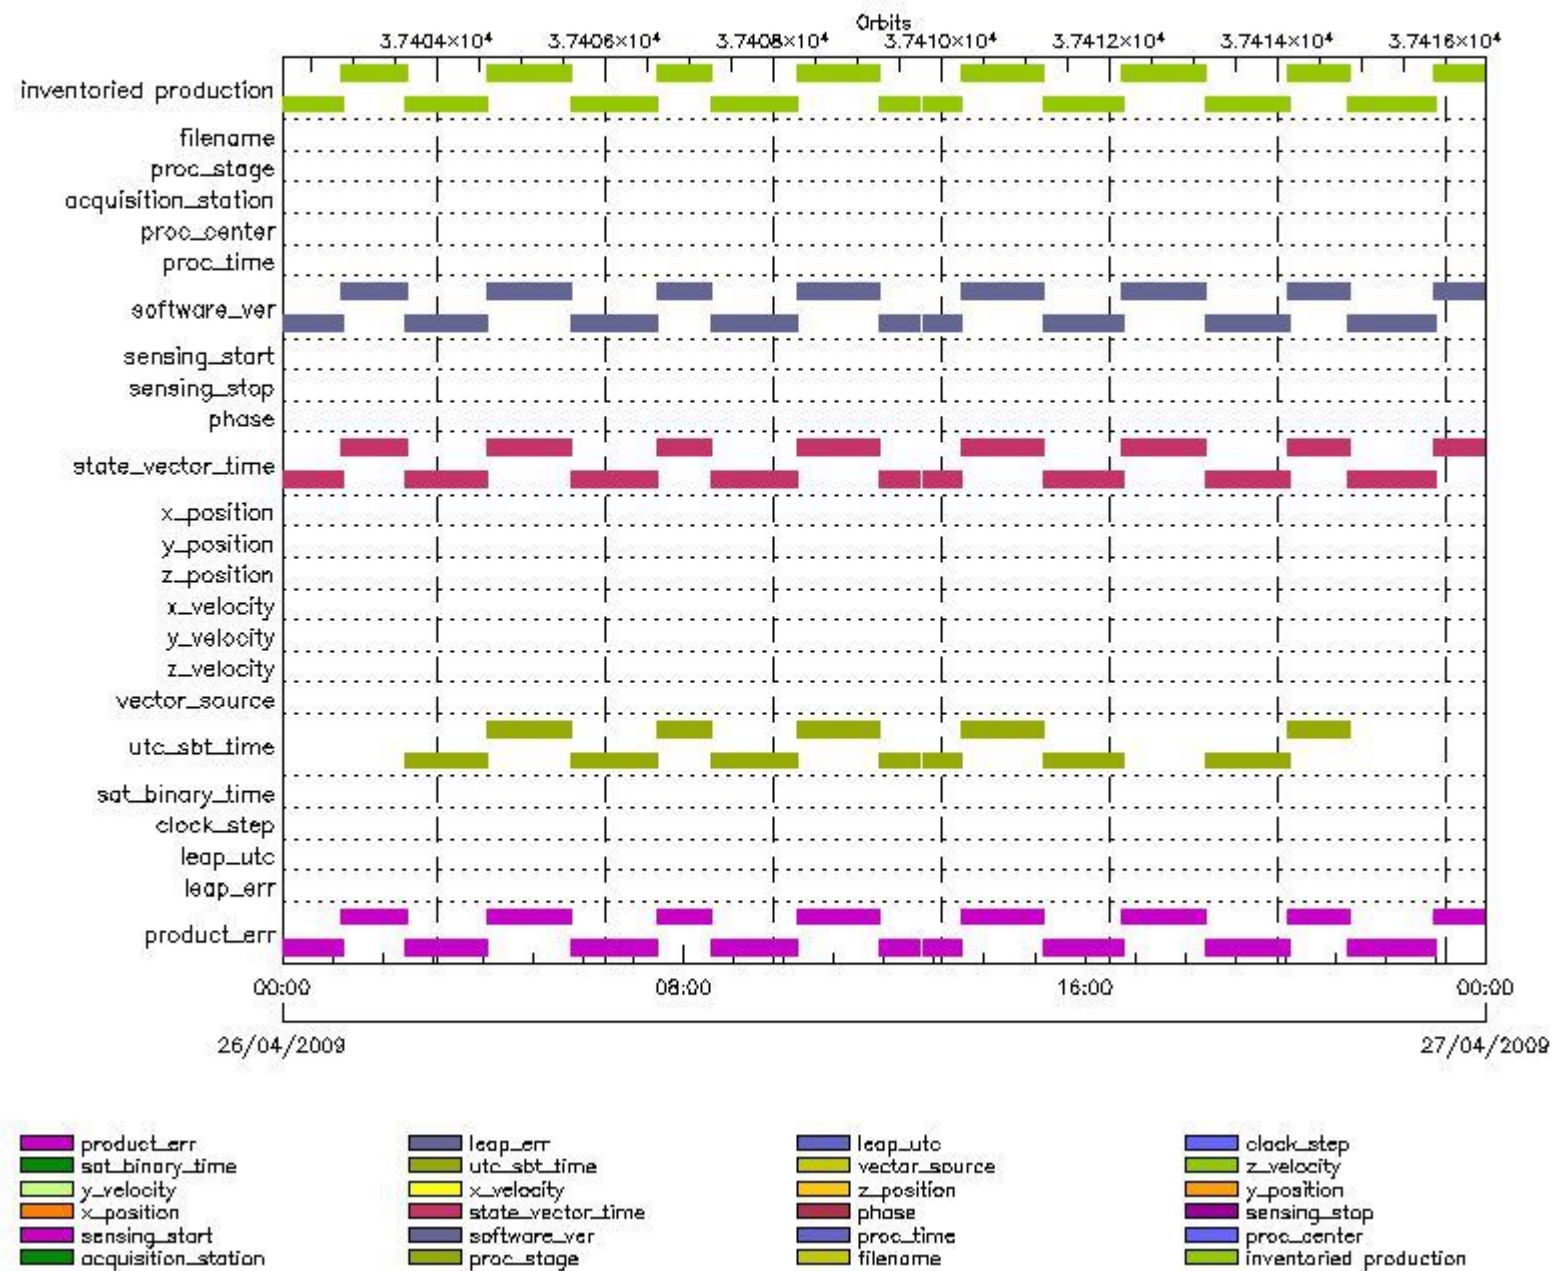 Orbits
3.7404×10⁴ 3.7406×10⁴ 3.7408×10⁴ 3.7410×10⁴ 3.7412×10⁴ 3.7414×10⁴ 3.7416×10⁴
inventoried production
filename
proc_stage
acquisition_station
proc_center
proc_time
software_ver
sensing_start
sensing_stop
phase
state_vector_time
x_position
y_position
z_position
x_velocity
y_velocity
z_velocity
vector_source
utc_sbt_time
sat_binary_time
clock_step
leap_utc
leap_err
product_err
00:00 08:00 16:00 00:00
26/04/2009 27/04/2009
product_err leap_err leap_utc clock_step
sat_binary_time utc_sbt_time vector_source z_velocity
y_velocity x_velocity z_position y_position
x_position state_vector_time phase sensing_stop
sensing_start software_ver proc_time proc_center
acquisition_station proc_stage filename inventoried production